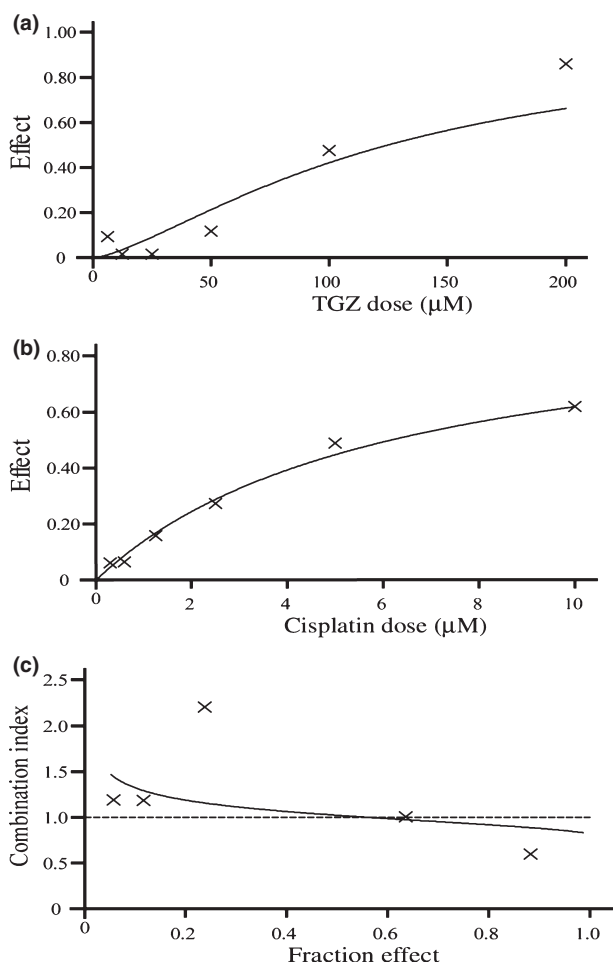 (a)
1.00
0.80
0.60
0.40
0.20
0
Effect
0 50 100 150 200
TGZ dose (μM)
(b)
0.80
0.60
0.40
0.20
0
Effect
0 2 4 6 8 10
Cisplatin dose (μM)
(c)
2.5
2.0
1.5
1.0
0.5
0
Combination index
0 0.2 0.4 0.6 0.8 1.0
Fraction effect